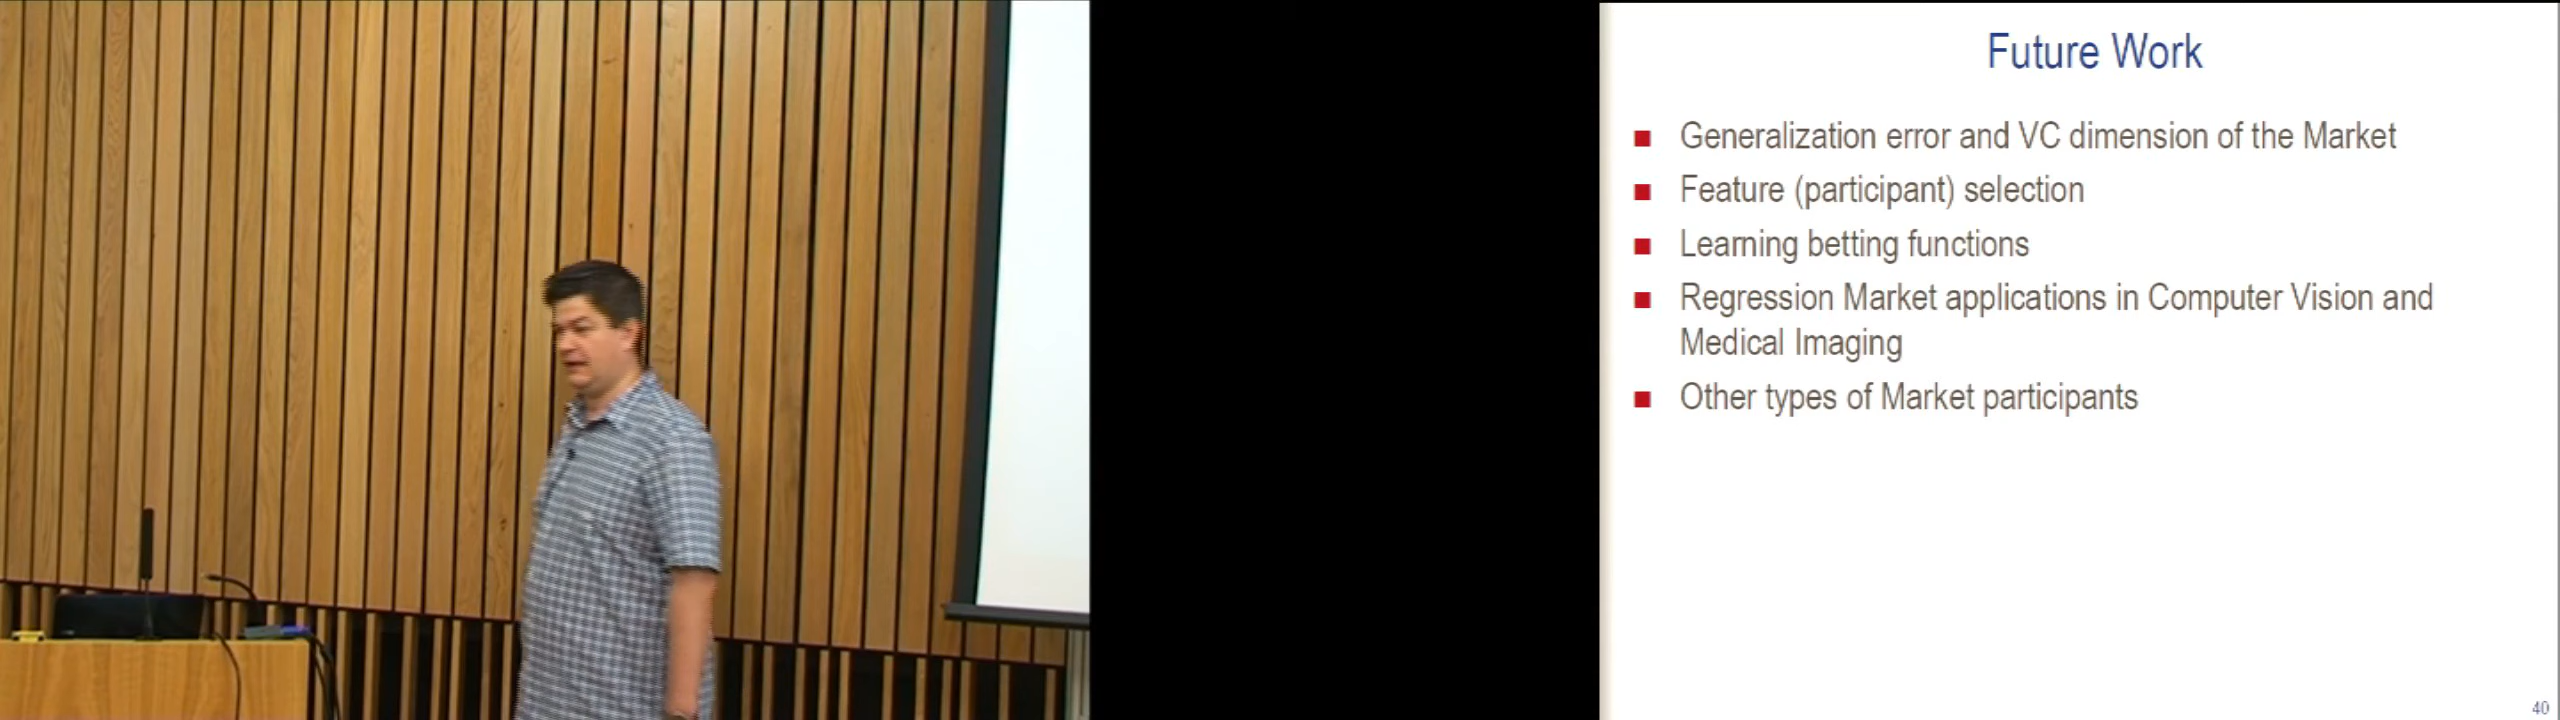 Future Work
Generalization error and VC dimension of the Market
Feature (participant) selection
Learning betting functions
Regression Market applications in Computer Vision and
Medical Imaging
Other types of Market participants
40